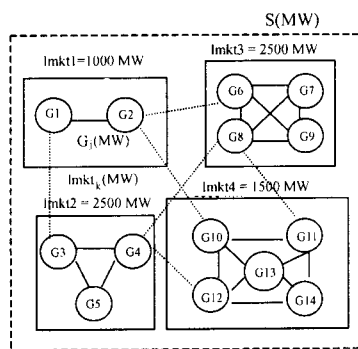 S(MW)
Imkt1=1000 MW
Imkt3 = 2500 MW
G1
G2
G6
G7
G8
G9
Gj(MW)
Imktk(MW)
Imkt2 = 2500 MW
Imkt4 = 1500 MW
G3
G4
G5
G10
G11
G13
G12
G14